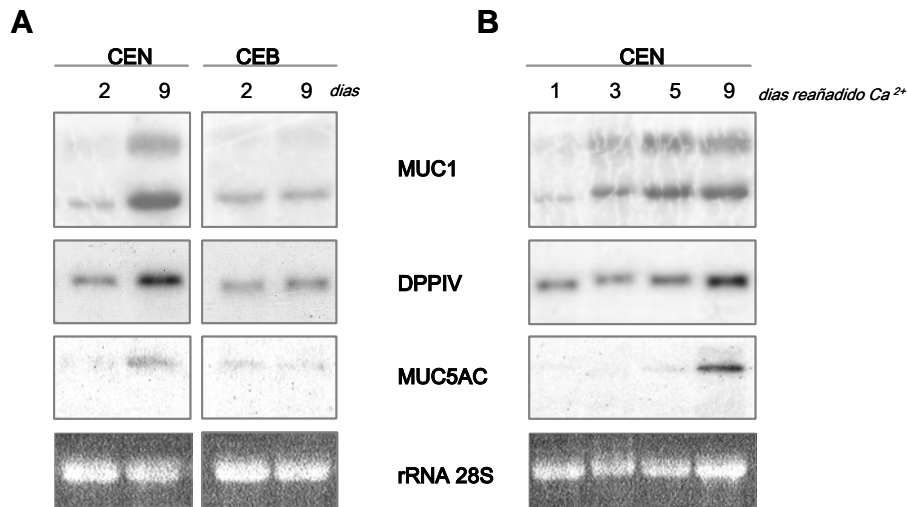 A
B
CEN
CEB
CEN
2
9
2
9
dias
1
3
5
9
dias reañadido Ca 2+
MUC1
DPPIV
MUC5AC
rRNA 28S